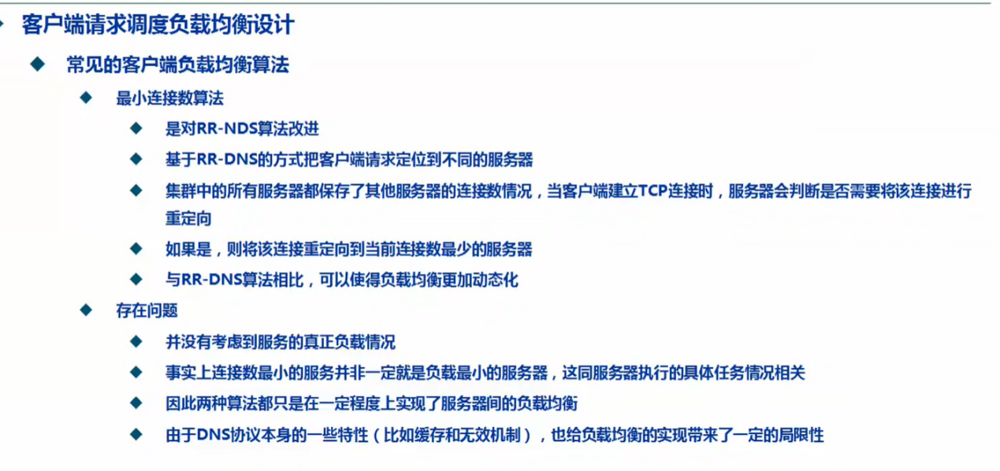 客户端请求调度负载均衡设计
常见的客户端负载均衡算法
最小连接数算法
是对RR-NDS算法改进
基于RR-DNS的方式把客户端请求定位到不同的服务器
集群中的所有服务器都保存了其他服务器的连接数情况，当客户端建立TCP连接时，服务器会判断是否需要将该连接进行
重定向
如果是，则将该连接重定向到当前连接数最少的服务器
与RR-DNS算法相比，可以使得负载均衡更加动态化
存在问题
并没有考虑到服务的真正负载情况
事实上连接数最小的服务并非一定就是负载最小的服务器，这同服务器执行的具体任务情况相关
因此两种算法都只是在一定程度上实现了服务器间的负载均衡
由于DNS协议本身的一些特性（比如缓存和无效机制），也给负载均衡的实现带来了一定的局限性